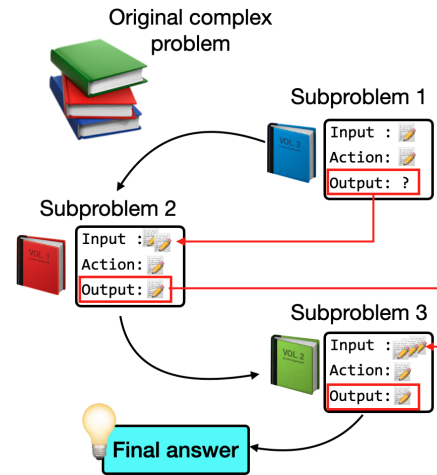 Original complex
problem
Subproblem 1
VOL. 3
Input :
Action:
Output: ?
Subproblem 2
VOL. 1
Input :
Action:
Output:
Subproblem 3
VOL. 2
Input :
Action:
Output:
Final answer